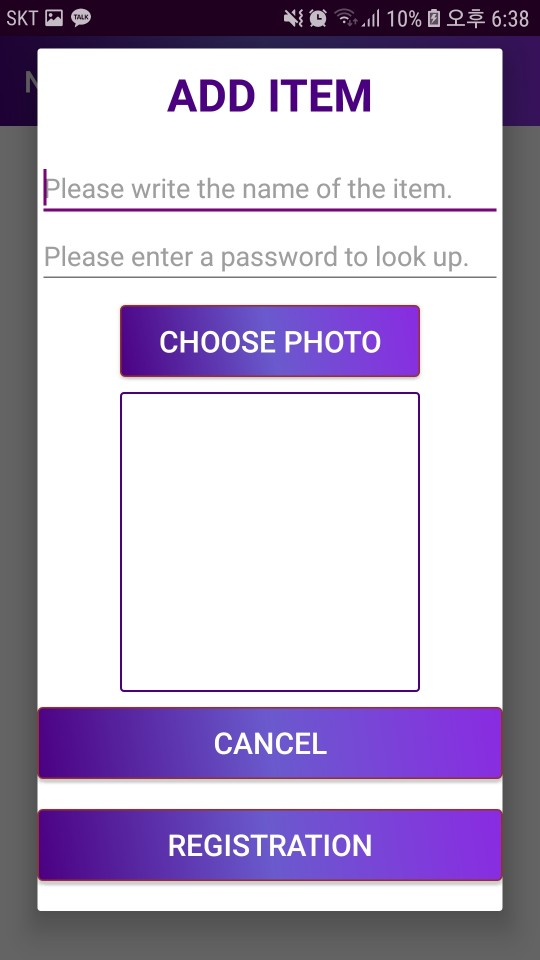 SKT TALK 10% 오후 6:38
N
ADD ITEM
Please write the name of the item.
Please enter a password to look up.
CHOOSE PHOTO
CANCEL
REGISTRATION